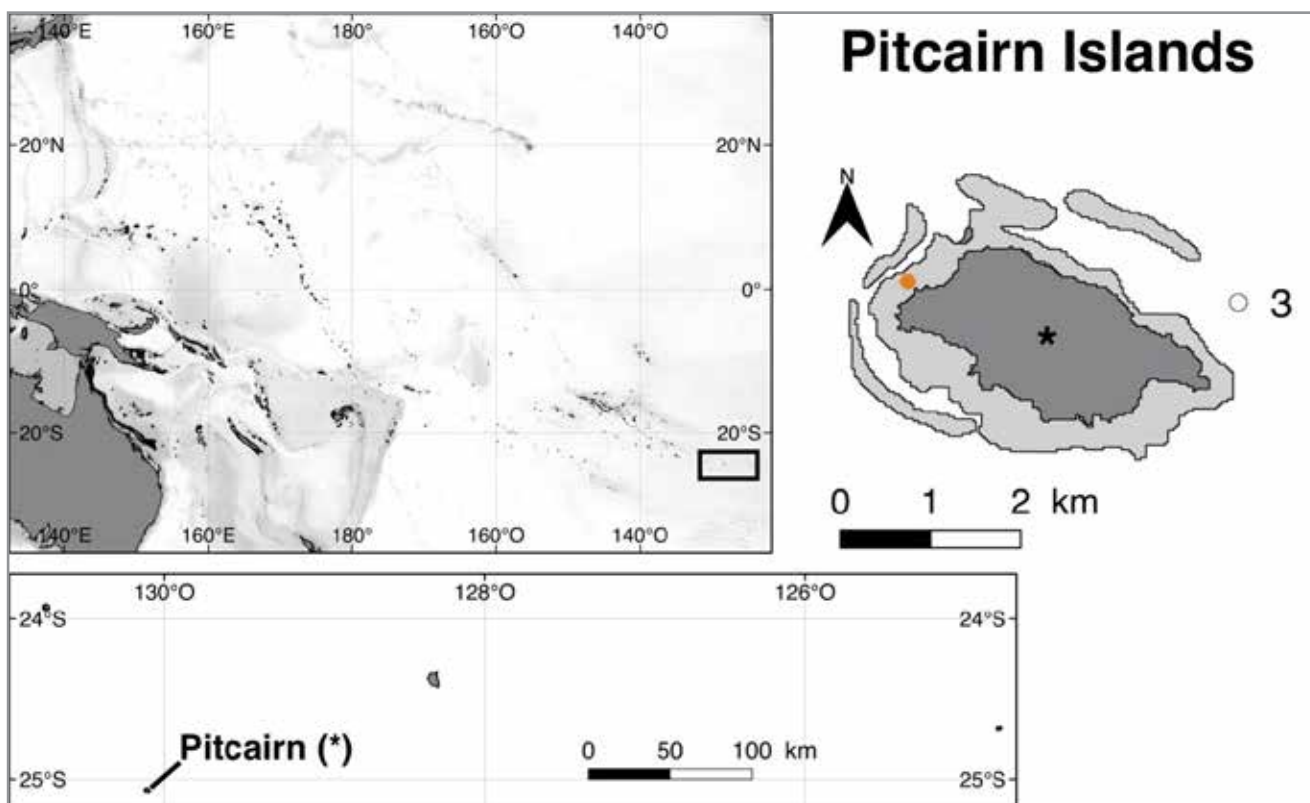 140°E 160°E 180° 160°O 140°O
20°N 20°N
0° 0°
20°S 20°S
140°E 160°E 180° 160°O 140°O
Pitcairn Islands
N
3
*
0 1 2 km
130°O 128°O 126°O
24°S 24°S
Pitcairn (*)
0 50 100 km
25°S 25°S